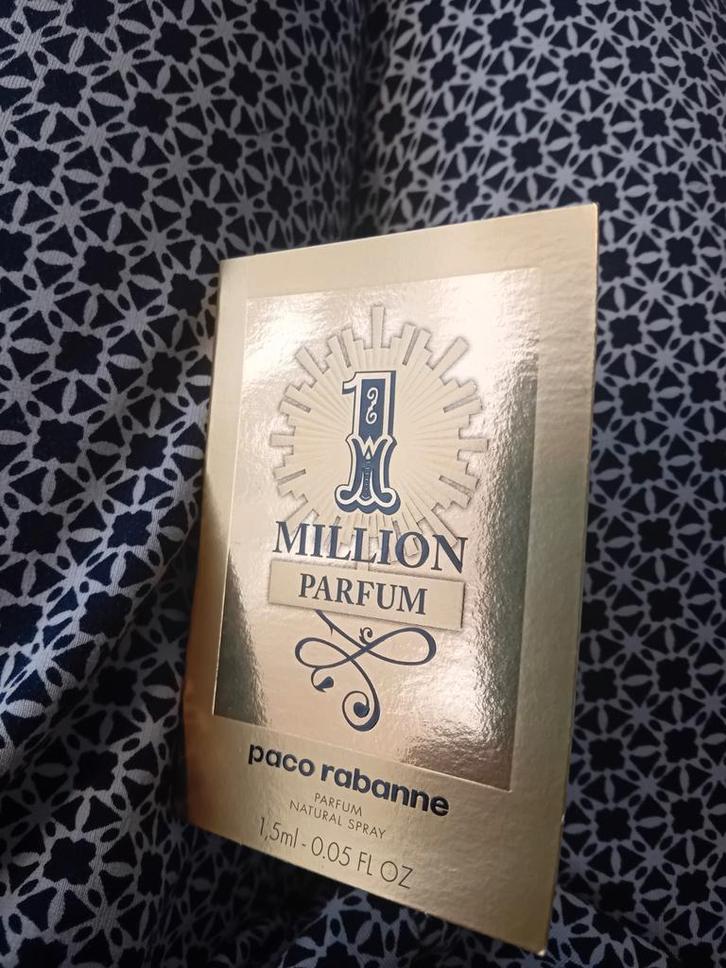 1
MILLION
PARFUM
paco rabanne
PARFUM
NATURAL SPRAY
1,5ml - 0.05 FL OZ